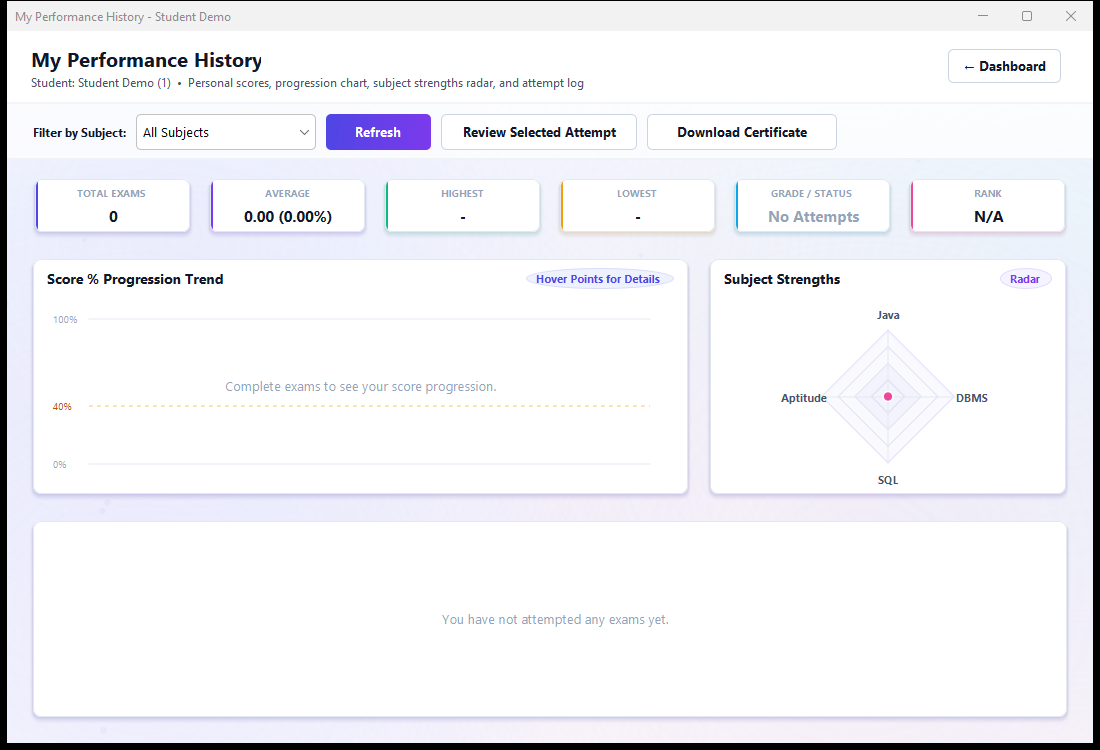 My Performance History - Student Demo
My Performance History
Student: Student Demo (1) • Personal scores, progression chart, subject strengths radar, and attempt log
← Dashboard
Filter by Subject:
All Subjects
Refresh
Review Selected Attempt
Download Certificate
TOTAL EXAMS
0
AVERAGE
0.00 (0.00%)
HIGHEST
-
LOWEST
-
GRADE / STATUS
No Attempts
RANK
N/A
Score % Progression Trend
Hover Points for Details
100%
Complete exams to see your score progression.
40%
0%
Subject Strengths
Radar
Java
Aptitude
DBMS
SQL
You have not attempted any exams yet.